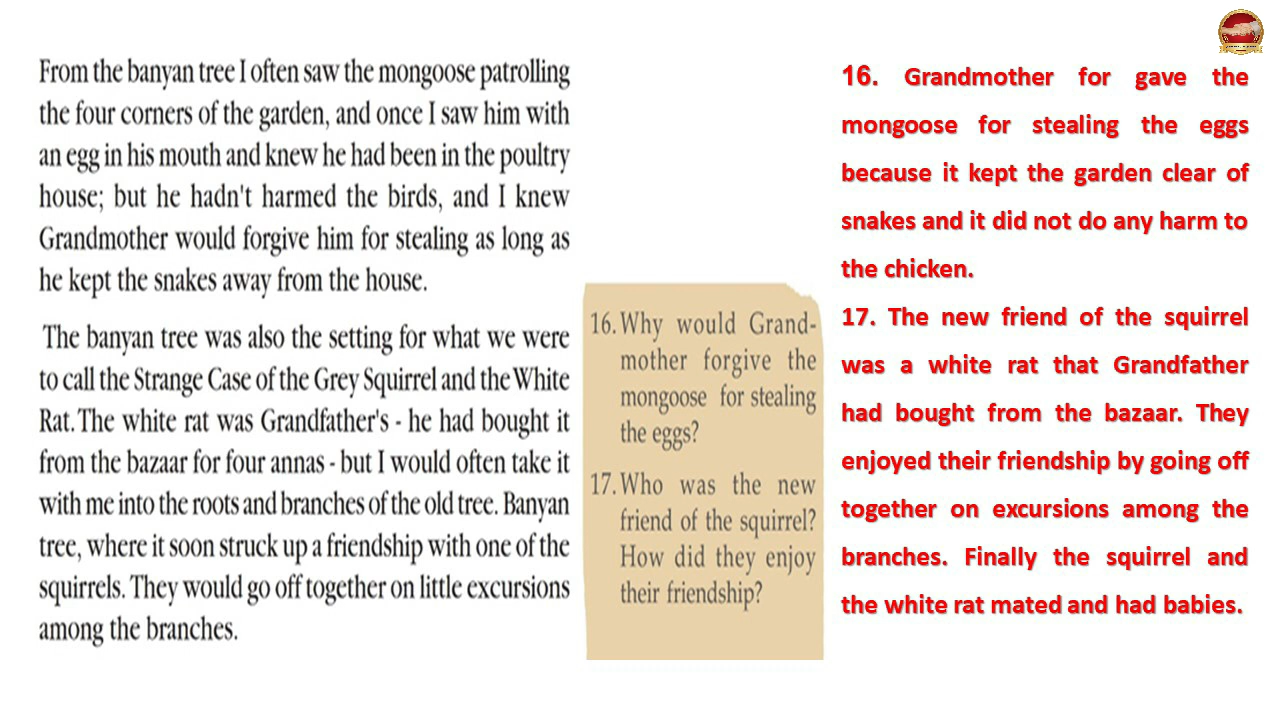 From the banyan tree I often saw the mongoose patrolling
the four corners of the garden, and once I saw him with
an egg in his mouth and knew he had been in the poultry
house; but he hadn't harmed the birds, and I knew
Grandmother would forgive him for stealing as long as
he kept the snakes away from the house.
The banyan tree was also the setting for what we were
to call the Strange Case of the Grey Squirrel and the White
Rat. The white rat was Grandfather's - he had bought it
from the bazaar for four annas - but I would often take it
with me into the roots and branches of the old tree. Banyan
tree, where it soon struck up a friendship with one of the
squirrels. They would go off together on little excursions
among the branches.
16. Why would Grand-
mother forgive the
mongoose for stealing
the eggs?
17. Who was the new
friend of the squirrel?
How did they enjoy
their friendship?
16. Grandmother for gave the
mongoose for stealing the eggs
because it kept the garden clear of
snakes and it did not do any harm to
the chicken.
17. The new friend of the squirrel
was a white rat that Grandfather
had bought from the bazaar. They
enjoyed their friendship by going off
together on excursions among the
branches. Finally the squirrel and
the white rat mated and had babies.